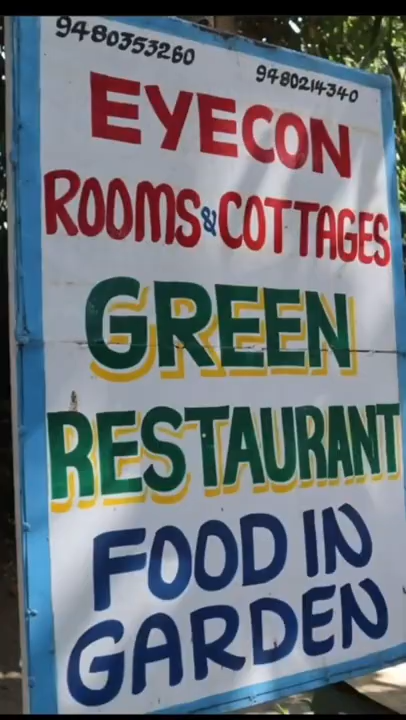 9480353260
9480214340
EYECON
ROOMS & COTTAGES
GREEN
RESTAURANT
FOOD IN
GARDEN